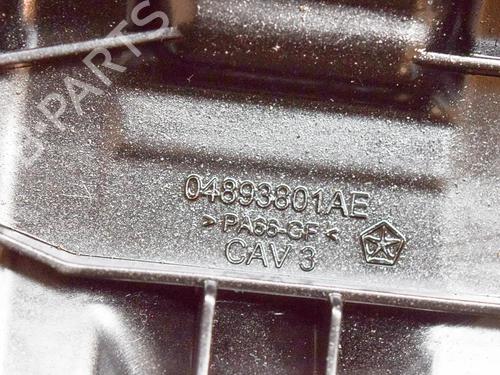 B-PARTS
04893801AE
> PA66-GF <
CAV 3